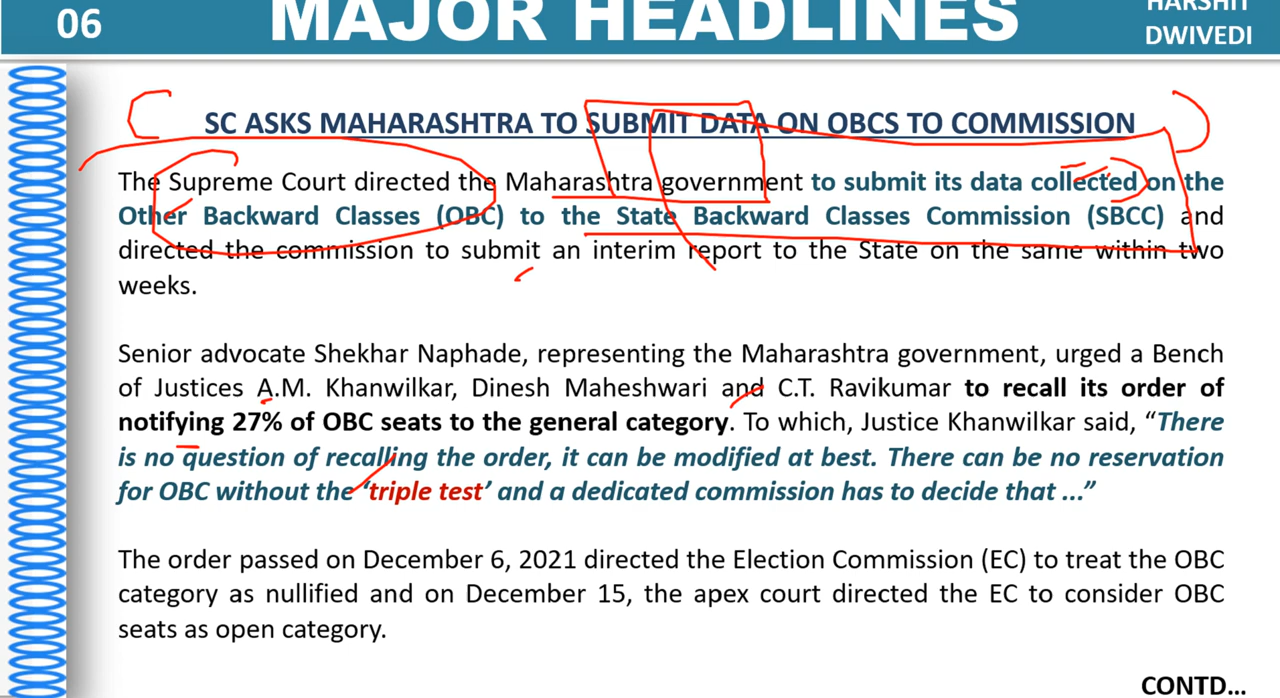 06
MAJOR HEADLINES
HARSHIT
DWIVEDI
SC ASKS MAHARASHTRA TO SUBMIT DATA ON OBCS TO COMMISSION
The Supreme Court directed the Maharashtra government to submit its data collected on the
Other Backward Classes (OBC) to the State Backward Classes Commission (SBCC) and
directed the commission to submit an interim report to the State on the same within two
weeks.
Senior advocate Shekhar Naphade, representing the Maharashtra government, urged a Bench
of Justices A.M. Khanwilkar, Dinesh Maheshwari and C.T. Ravikumar to recall its order of
notifying 27% of OBC seats to the general category. To which, Justice Khanwilkar said, “There
is no question of recalling the order, it can be modified at best. There can be no reservation
for OBC without the ‘triple test’ and a dedicated commission has to decide that ...”
The order passed on December 6, 2021 directed the Election Commission (EC) to treat the OBC
category as nullified and on December 15, the apex court directed the EC to consider OBC
seats as open category.
CONTD...